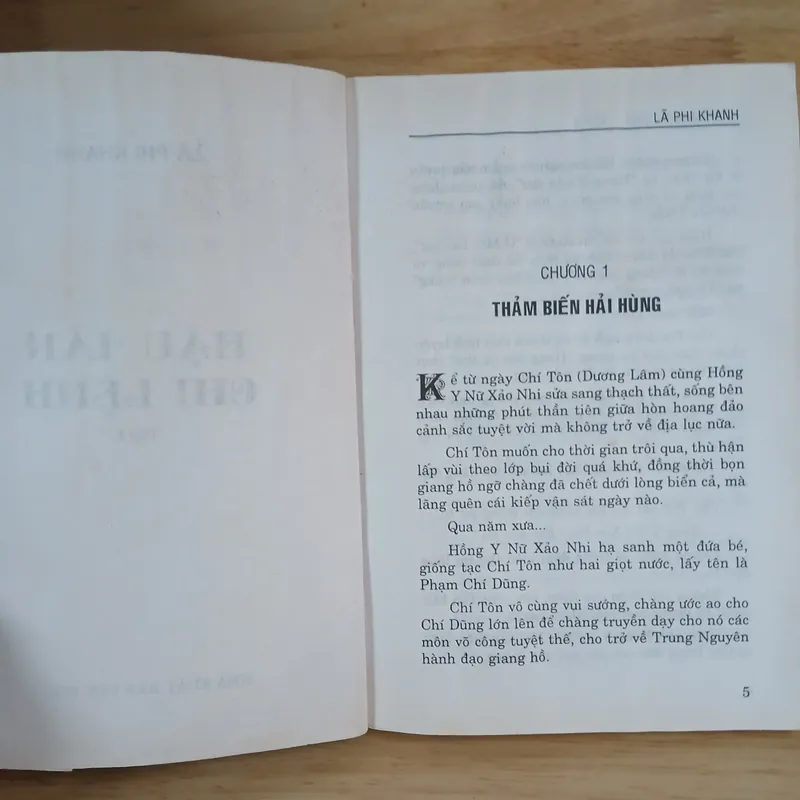 LÃ PHI KHANH
CHƯƠNG 1
THẢM BIẾN HẢI HÙNG
Kể từ ngày Chí Tôn (Dương Lâm) cùng Hồng
Y Nữ Xảo Nhi sửa sang thạch thất, sống bên
nhau những phút thần tiên giữa hòn hoang đảo
cảnh sắc tuyệt vời mà không trở về địa lục nữa.
Chí Tôn muốn cho thời gian trôi qua, thù hận
lấp vùi theo lớp bụi đời quá khứ, đồng thời bọn
giang hồ ngỡ chàng đã chết dưới lòng biển cả, mà
lãng quên cái kiếp vận sát ngày nào.
Qua năm xưa...
Hồng Y Nữ Xảo Nhi hạ sanh một đứa bé,
giống tạc Chí Tôn như hai giọt nước, lấy tên là
Phạm Chí Dũng.
Chí Tôn vô cùng vui sướng, chàng ước ao cho
Chí Dũng lớn lên để chàng truyền dạy cho nó các
môn võ công tuyệt thế, cho trở về Trung Nguyên
hành đạo giang hồ.
5